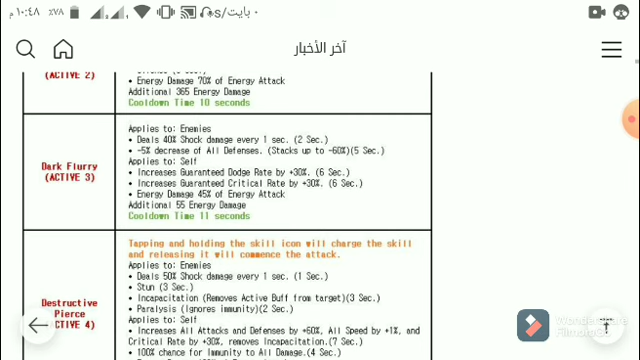 ١٠:٤٨ م
٪٧٨
٠ بايت/s
آخر الأخبار
(ACTIVE 2)
• Energy Damage 70% of Energy Attack
Additional 365 Energy Damage
Cooldown Time 10 seconds
Dark Flurry
(ACTIVE 3)
Applies to: Enemies
• Deals 40% Shock damage every 1 sec. (2 Sec.)
• -5% decrease of All Defenses. (Stacks up to -60%)(5 Sec.)
Applies to: Self
• Increases Guaranteed Dodge Rate by +30%. (6 Sec.)
• Increases Guaranteed Critical Rate by +30%. (6 Sec.)
• Energy Damage 45% of Energy Attack
Additional 55 Energy Damage
Cooldown Time 11 seconds
Destructive
Pierce
(ACTIVE 4)
Tapping and holding the skill icon will charge the skill
and releasing it will commence the attack.
Applies to: Enemies
• Deals 50% Shock damage every 1 sec. (1 Sec.)
• Stun (3 Sec.)
• Incapacitation (Removes Active Buff from target)(3 Sec.)
• Paralysis (Ignores immunity)(2 Sec.)
Applies to: Self
• Increases All Attacks and Defenses by +60%, All Speed by +1%, and
Critical Rate by +30%, removes Incapacitation.(7 Sec.)
• 100% chance for Immunity to All Damage.(4 Sec.)
Wondershare
FilmoraGo